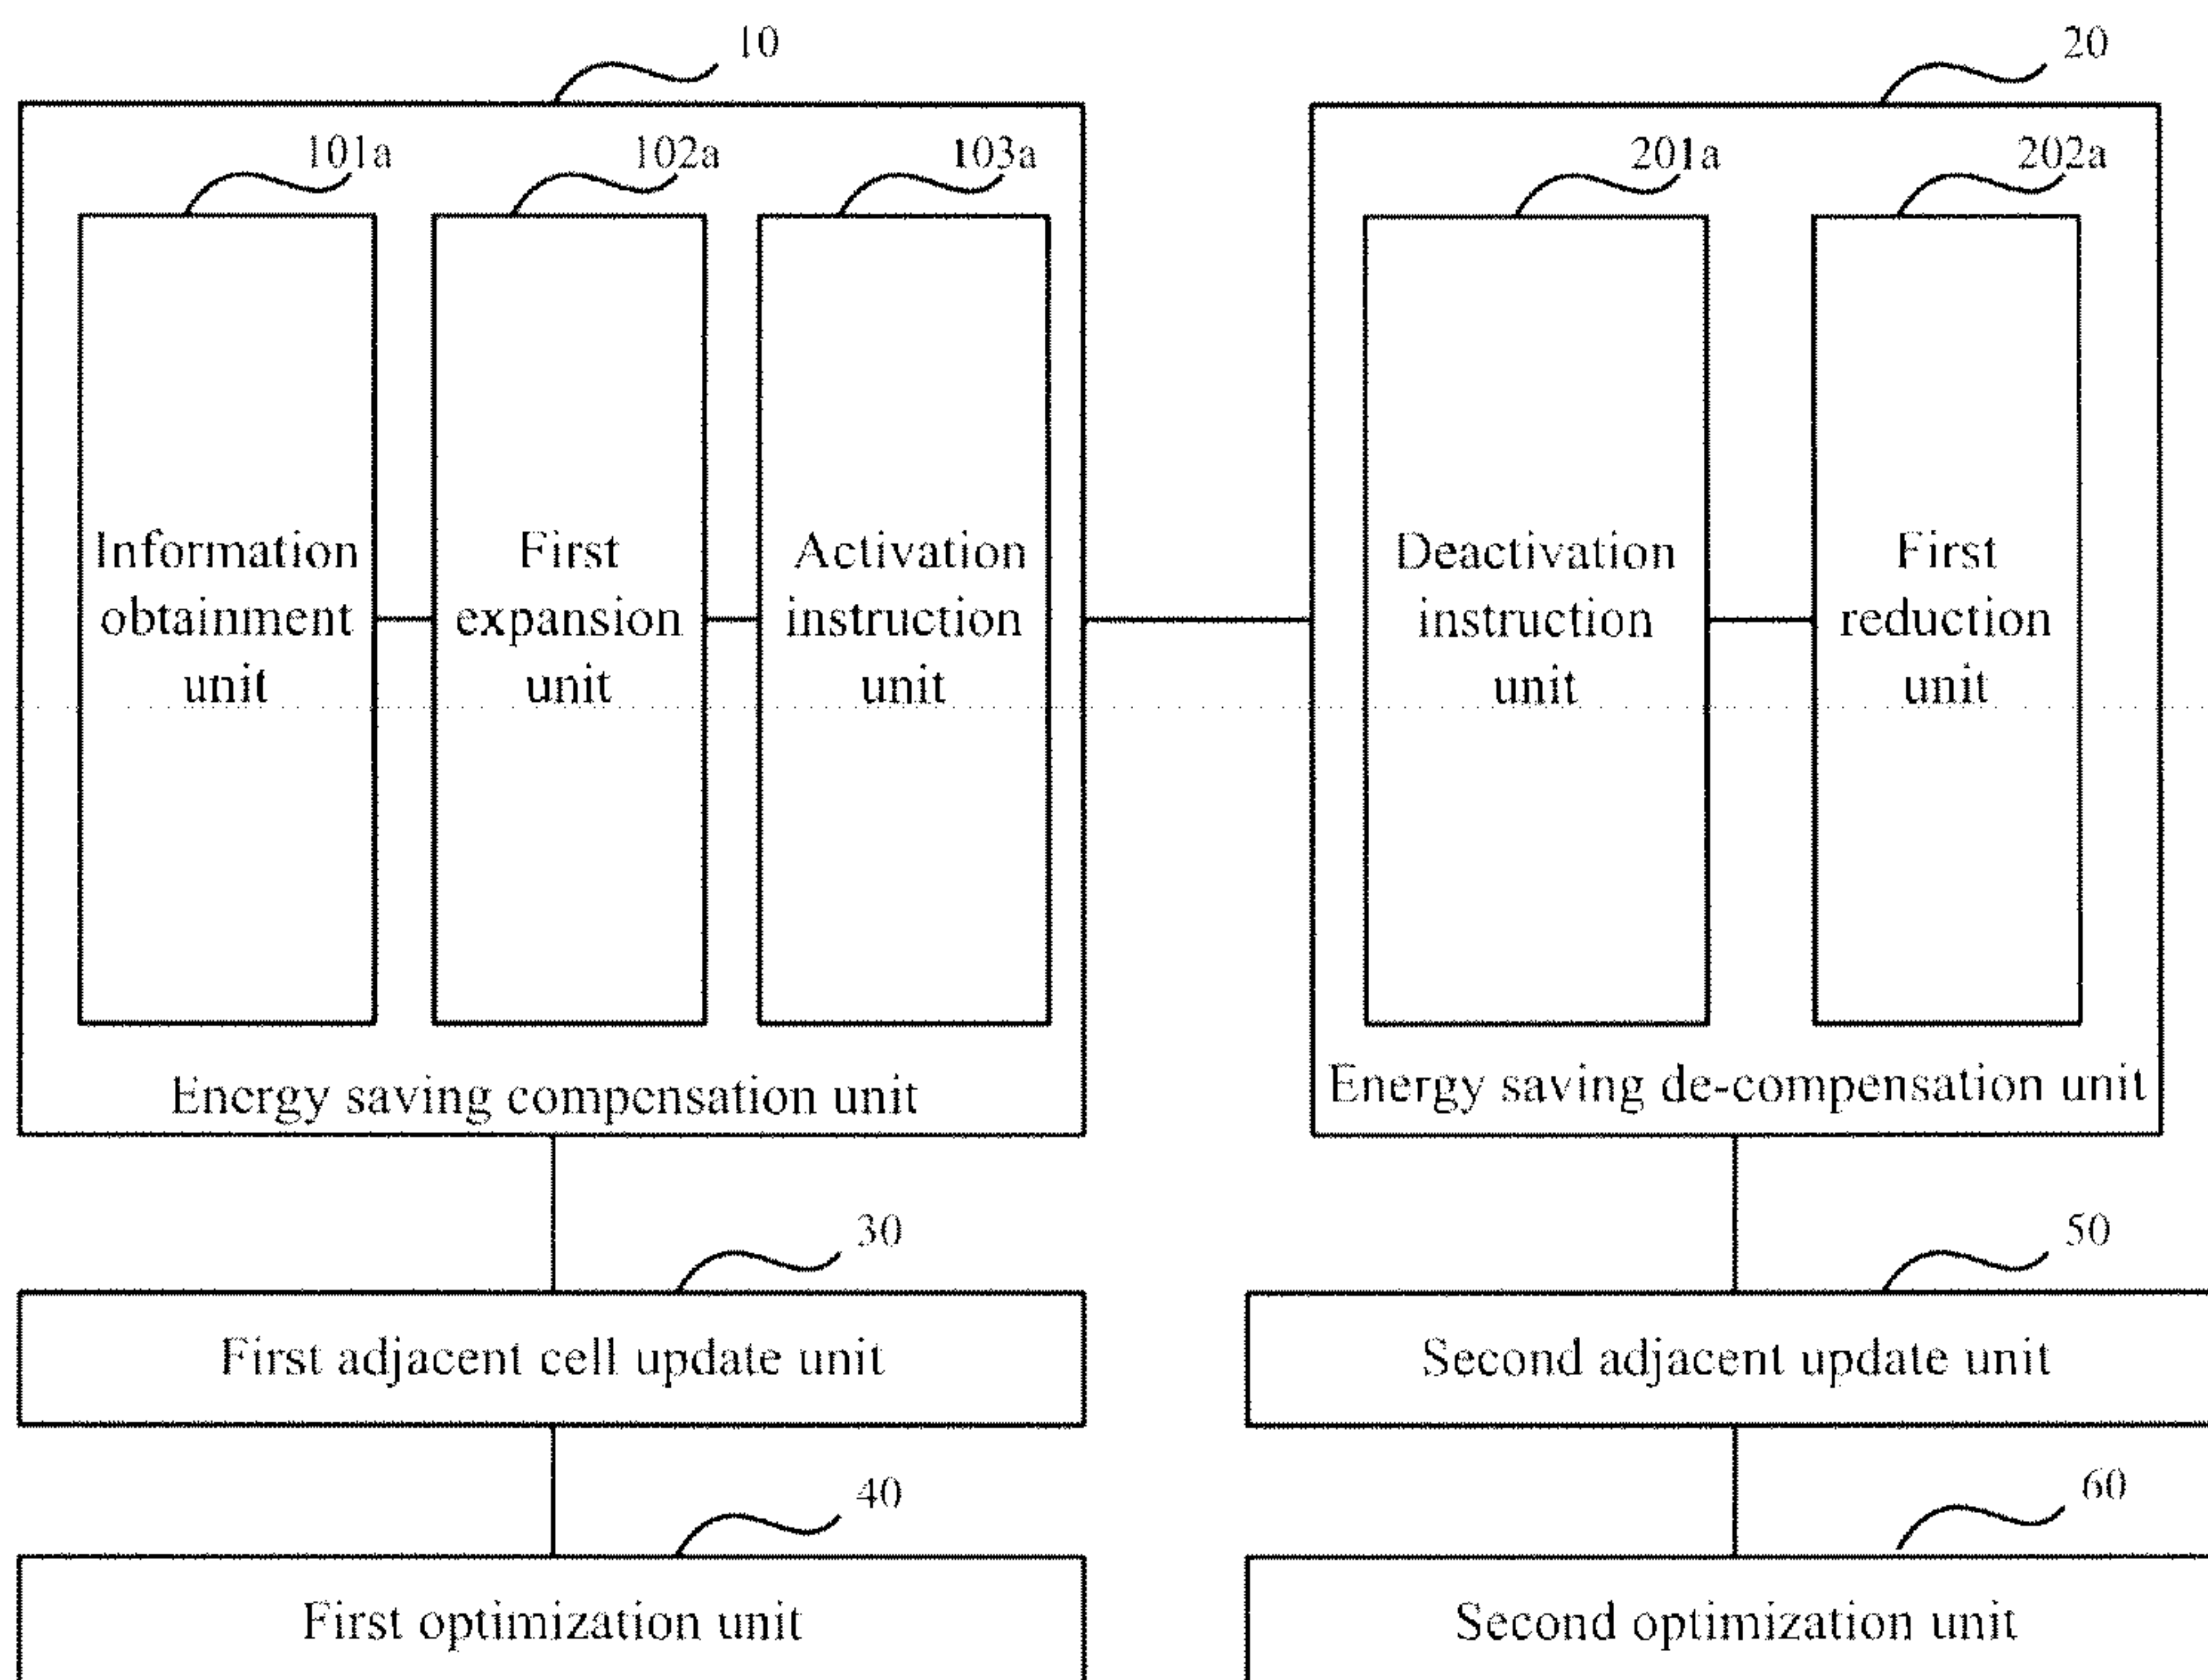 10
20
101a
102a
103a
201a
202a
Information
obtainment
unit
First
expansion
unit
Activation
instruction
unit
Deactivation
instruction
unit
First
reduction
unit
Energy saving compensation unit
Energy saving de-compensation unit
30
50
First adjacent cell update unit
Second adjacent update unit
40
60
First optimization unit
Second optimization unit